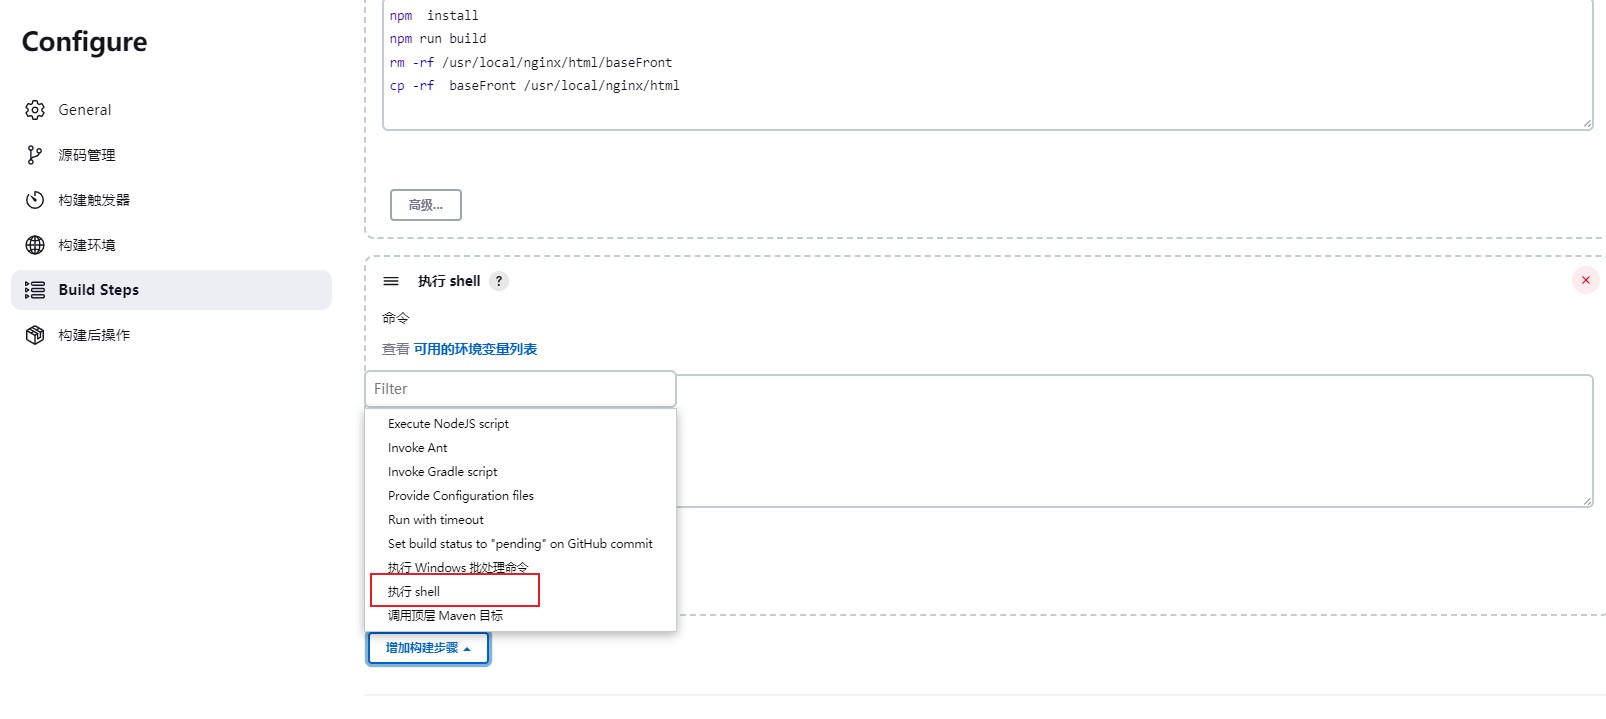 Configure
General
源码管理
构建触发器
构建环境
Build Steps
构建后操作
npm  install
npm run build
rm -rf /usr/local/nginx/html/baseFront
cp -rf  baseFront /usr/local/nginx/html
高级...
执行 shell ?
命令
查看 可用的环境变量列表
Filter
Execute NodeJS script
Invoke Ant
Invoke Gradle script
Provide Configuration files
Run with timeout
Set build status to "pending" on GitHub commit
执行 Windows 批处理命令
执行 shell
调用顶层 Maven 目标
增加构建步骤